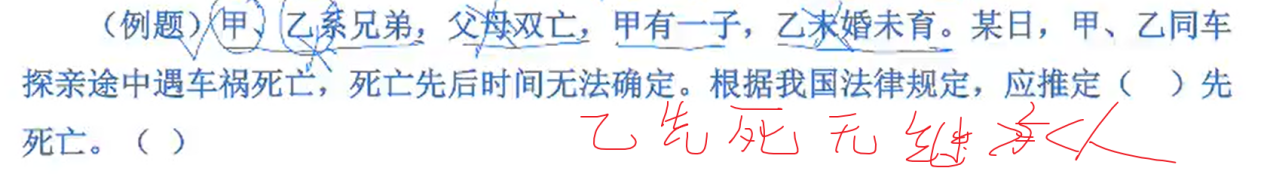 (例题)甲、乙系兄弟，父母双亡，甲有一子，乙未婚未育。某日，甲、乙同车
探亲途中遇车祸死亡，死亡先后时间无法确定。根据我国法律规定，应推定（ ）先
死亡。（ ）
乙先死无继承人